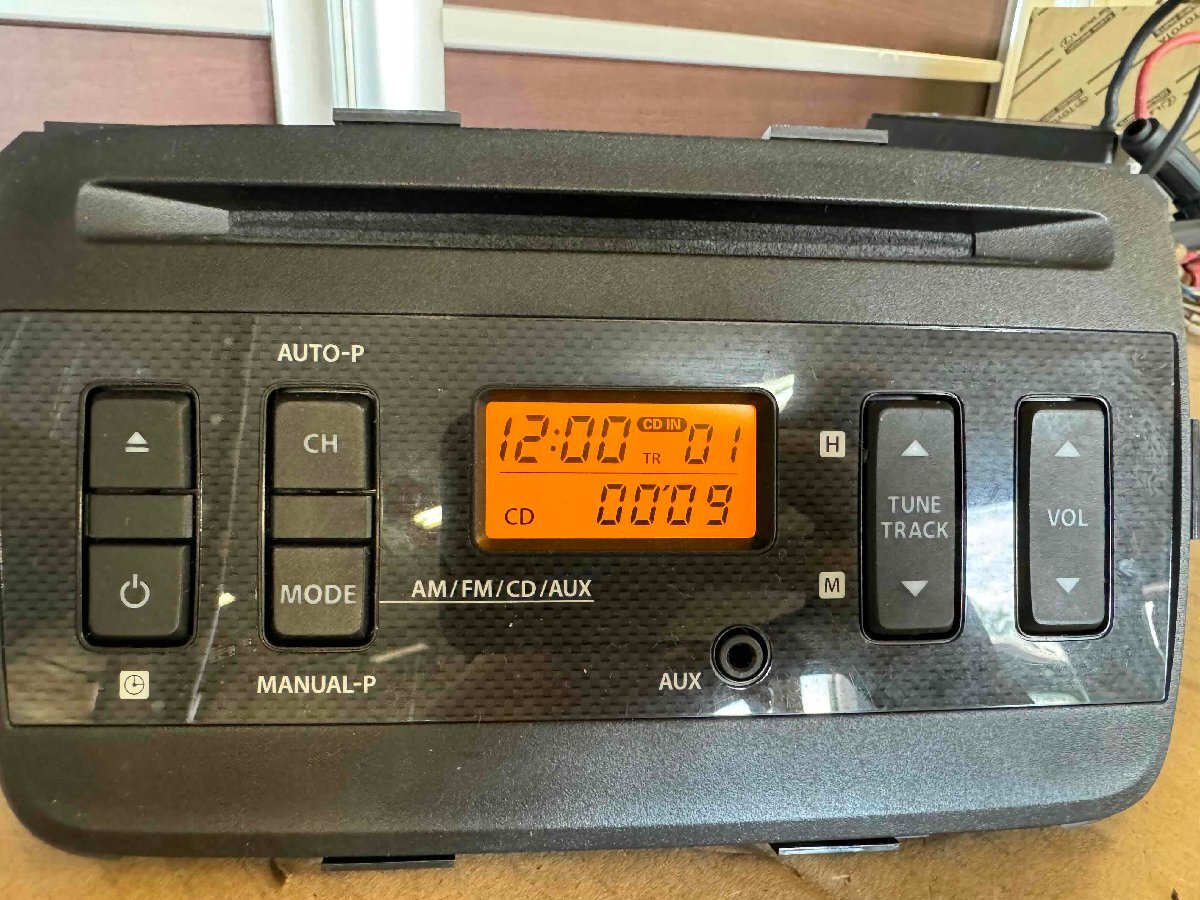 AUTO-P
CH
MODE
MANUAL-P
AM/FM/CD/AUX
12:00 CD IN TR 01
CD 00'09
AUX
H
M
TUNE
TRACK
VOL